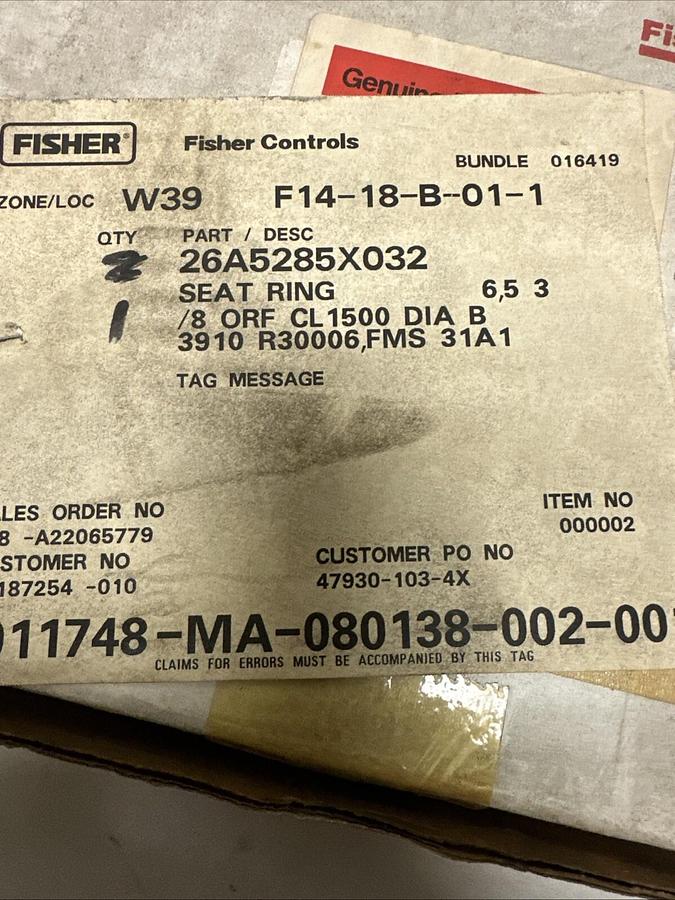 Fi
Genuin
FISHER® Fisher Controls
BUNDLE 016419
ZONE/LOC W39 F14-18-B-01-1
QTY PART / DESC
2 26A5285X032
SEAT RING 6,5 3
1 /8 ORF CL1500 DIA B
3910 R30006,FMS 31A1
TAG MESSAGE
LES ORDER NO ITEM NO
8 -A22065779 000002
STOMER NO CUSTOMER PO NO
187254 -010 47930-103-4X
011748-MA-080138-002-00
CLAIMS FOR ERRORS MUST BE ACCOMPANIED BY THIS TAG